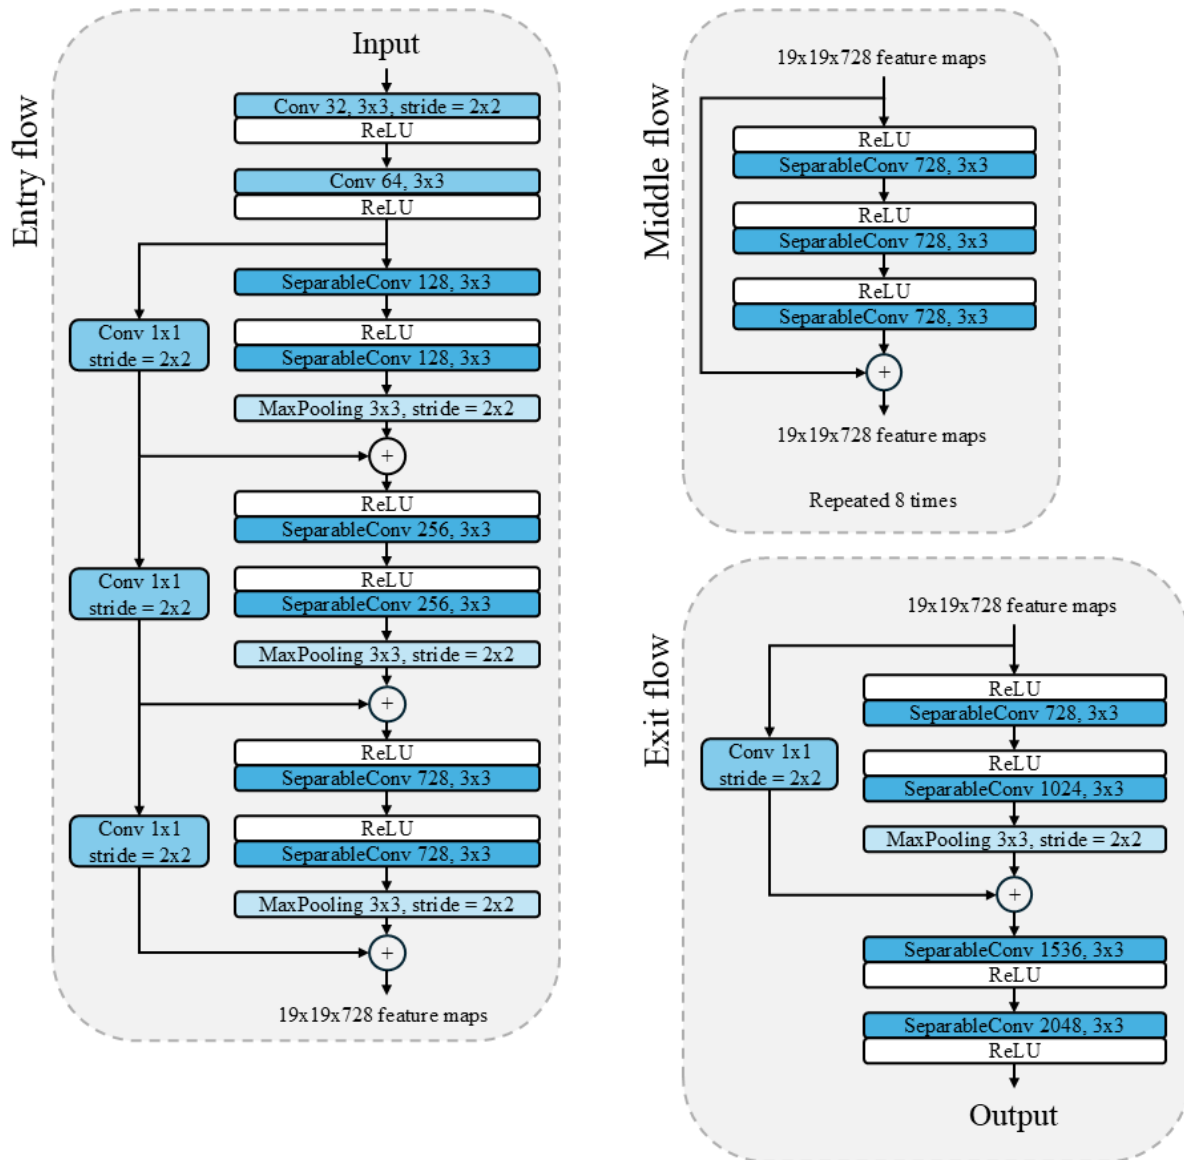 Entry flow
Input
Conv 32, 3x3, stride = 2x2
ReLU
Conv 64, 3x3
ReLU
SeparableConv 128, 3x3
Conv 1x1
stride = 2x2
ReLU
SeparableConv 128, 3x3
MaxPooling 3x3, stride = 2x2
+
ReLU
SeparableConv 256, 3x3
Conv 1x1
stride = 2x2
ReLU
SeparableConv 256, 3x3
MaxPooling 3x3, stride = 2x2
+
ReLU
SeparableConv 728, 3x3
Conv 1x1
stride = 2x2
ReLU
SeparableConv 728, 3x3
MaxPooling 3x3, stride = 2x2
+
19x19x728 feature maps
Middle flow
19x19x728 feature maps
ReLU
SeparableConv 728, 3x3
ReLU
SeparableConv 728, 3x3
ReLU
SeparableConv 728, 3x3
+
19x19x728 feature maps
Repeated 8 times
Exit flow
19x19x728 feature maps
ReLU
SeparableConv 728, 3x3
Conv 1x1
stride = 2x2
ReLU
SeparableConv 1024, 3x3
MaxPooling 3x3, stride = 2x2
+
SeparableConv 1536, 3x3
ReLU
SeparableConv 2048, 3x3
ReLU
Output